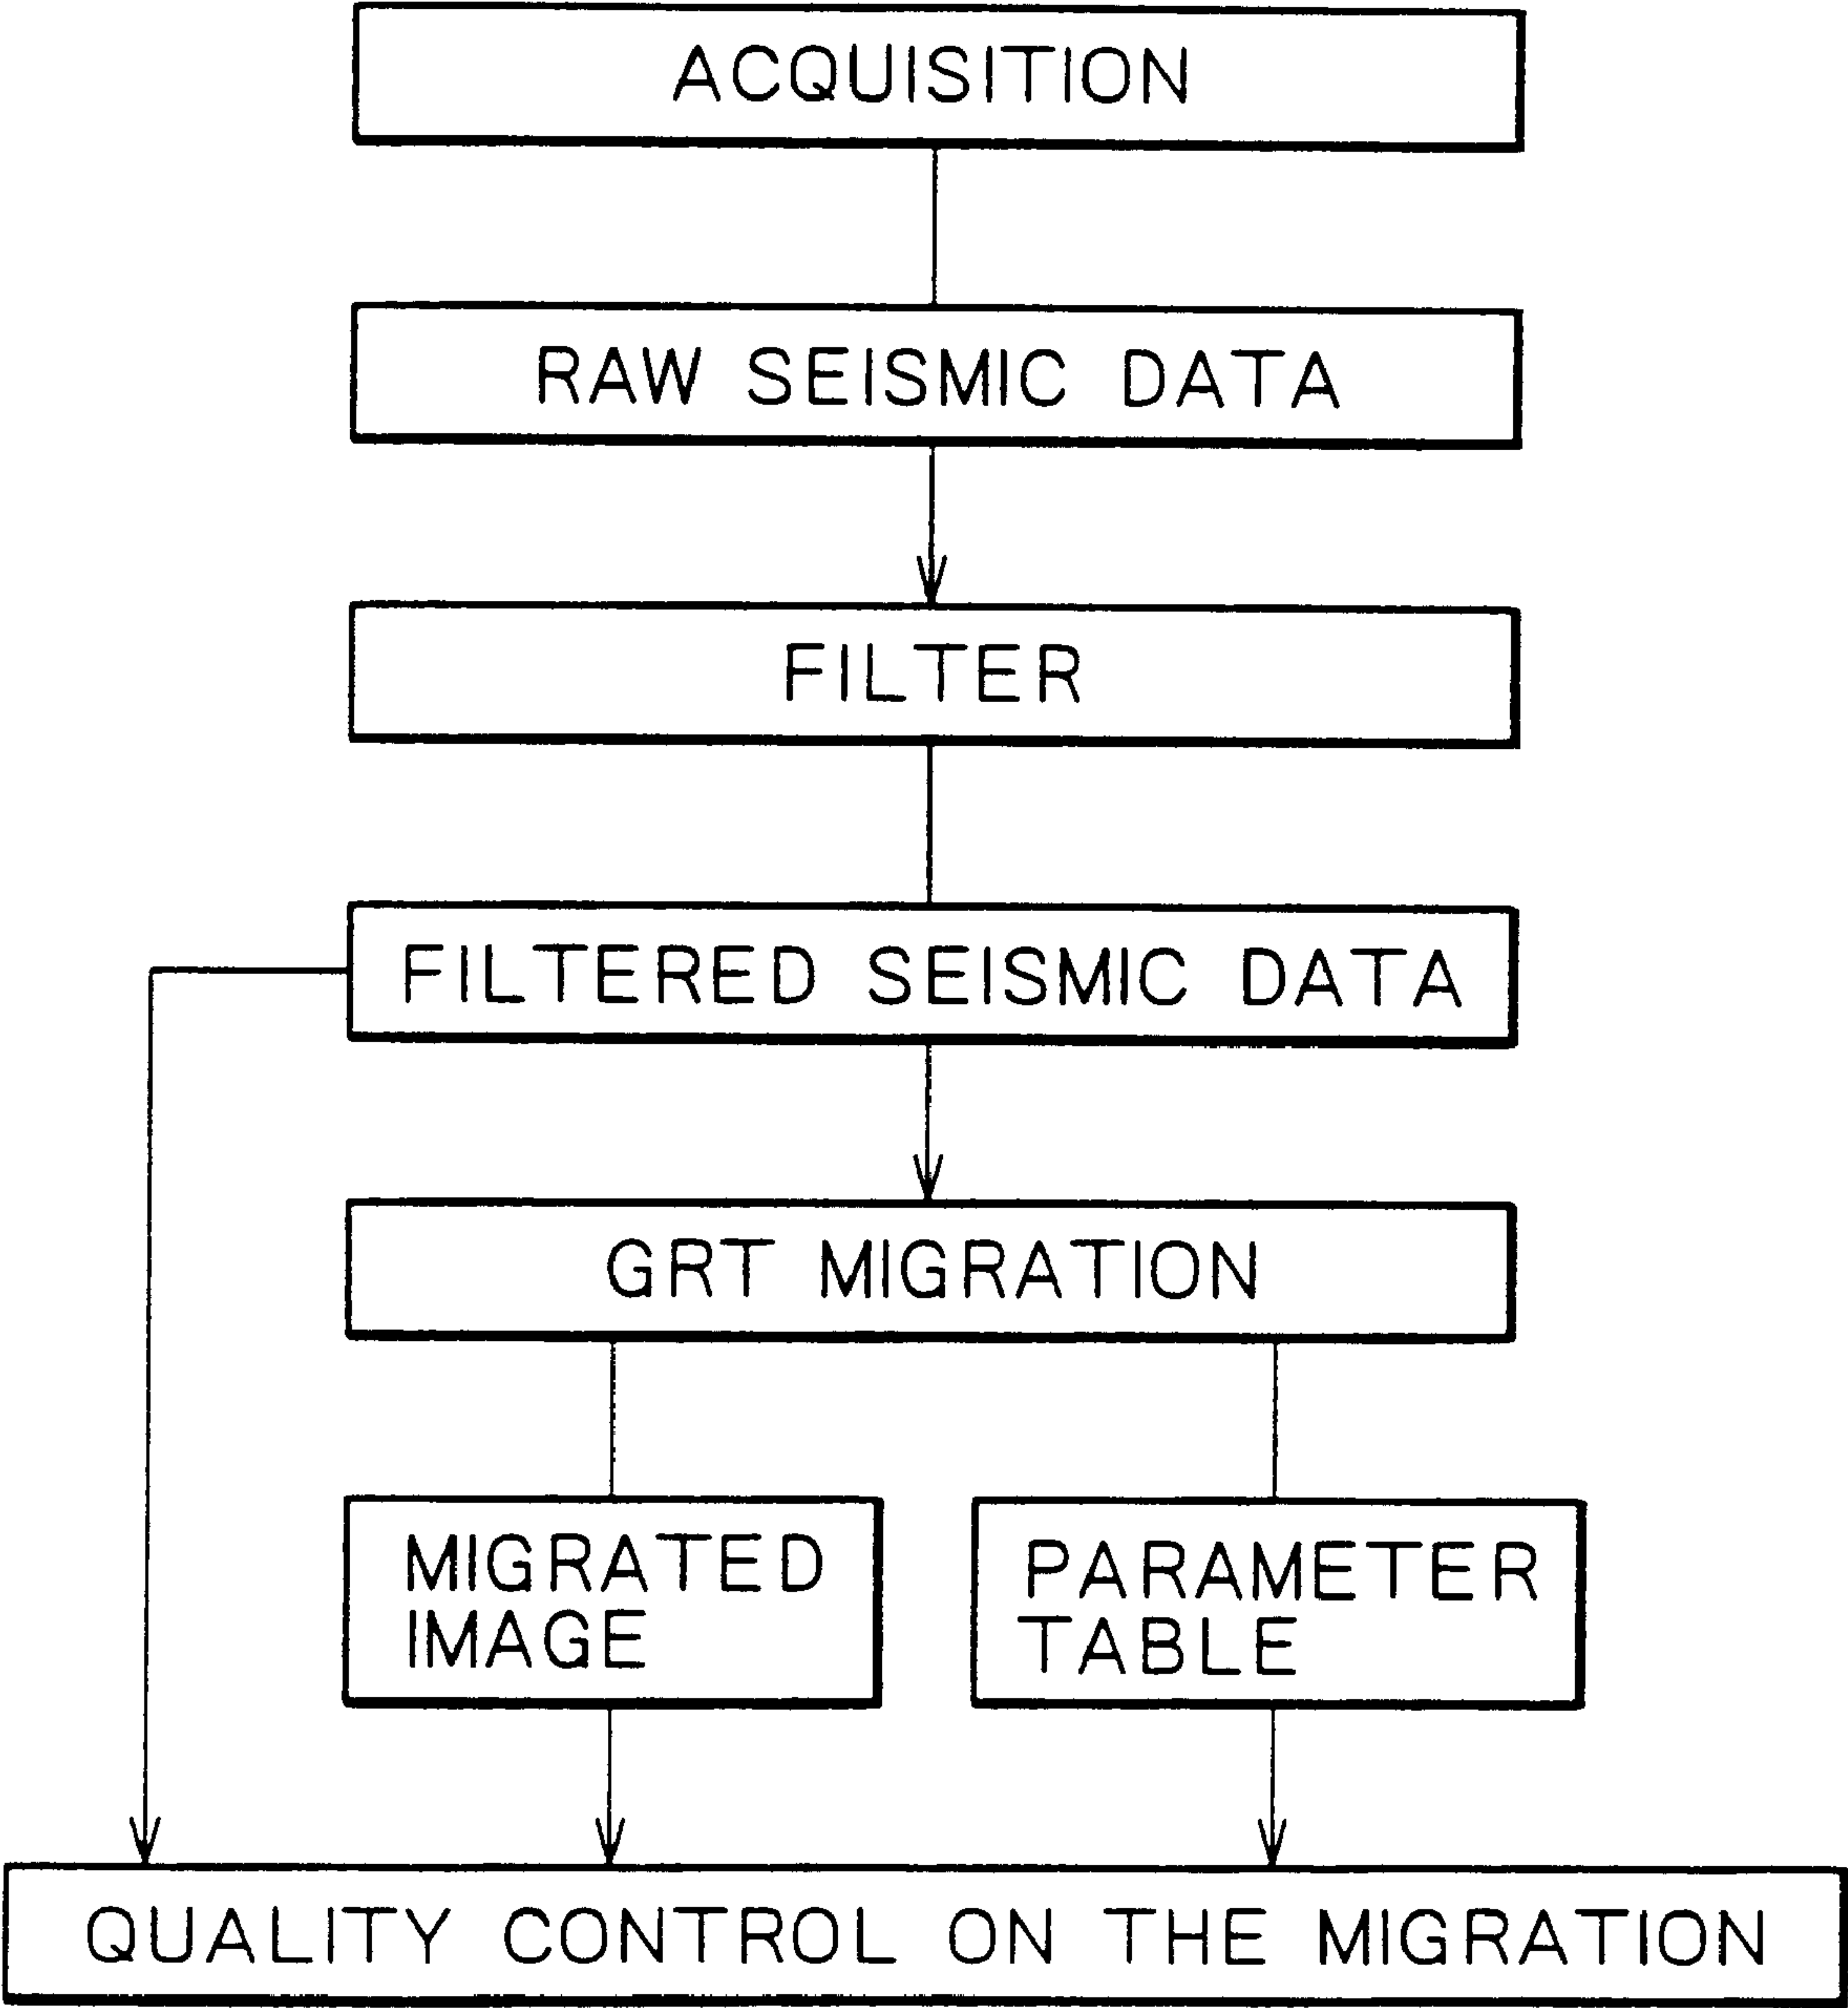 ACQUISITION
RAW SEISMIC DATA
FILTER
FILTERED SEISMIC DATA
GRT MIGRATION
MIGRATED
IMAGE
PARAMETER
TABLE
QUALITY CONTROL ON THE MIGRATION